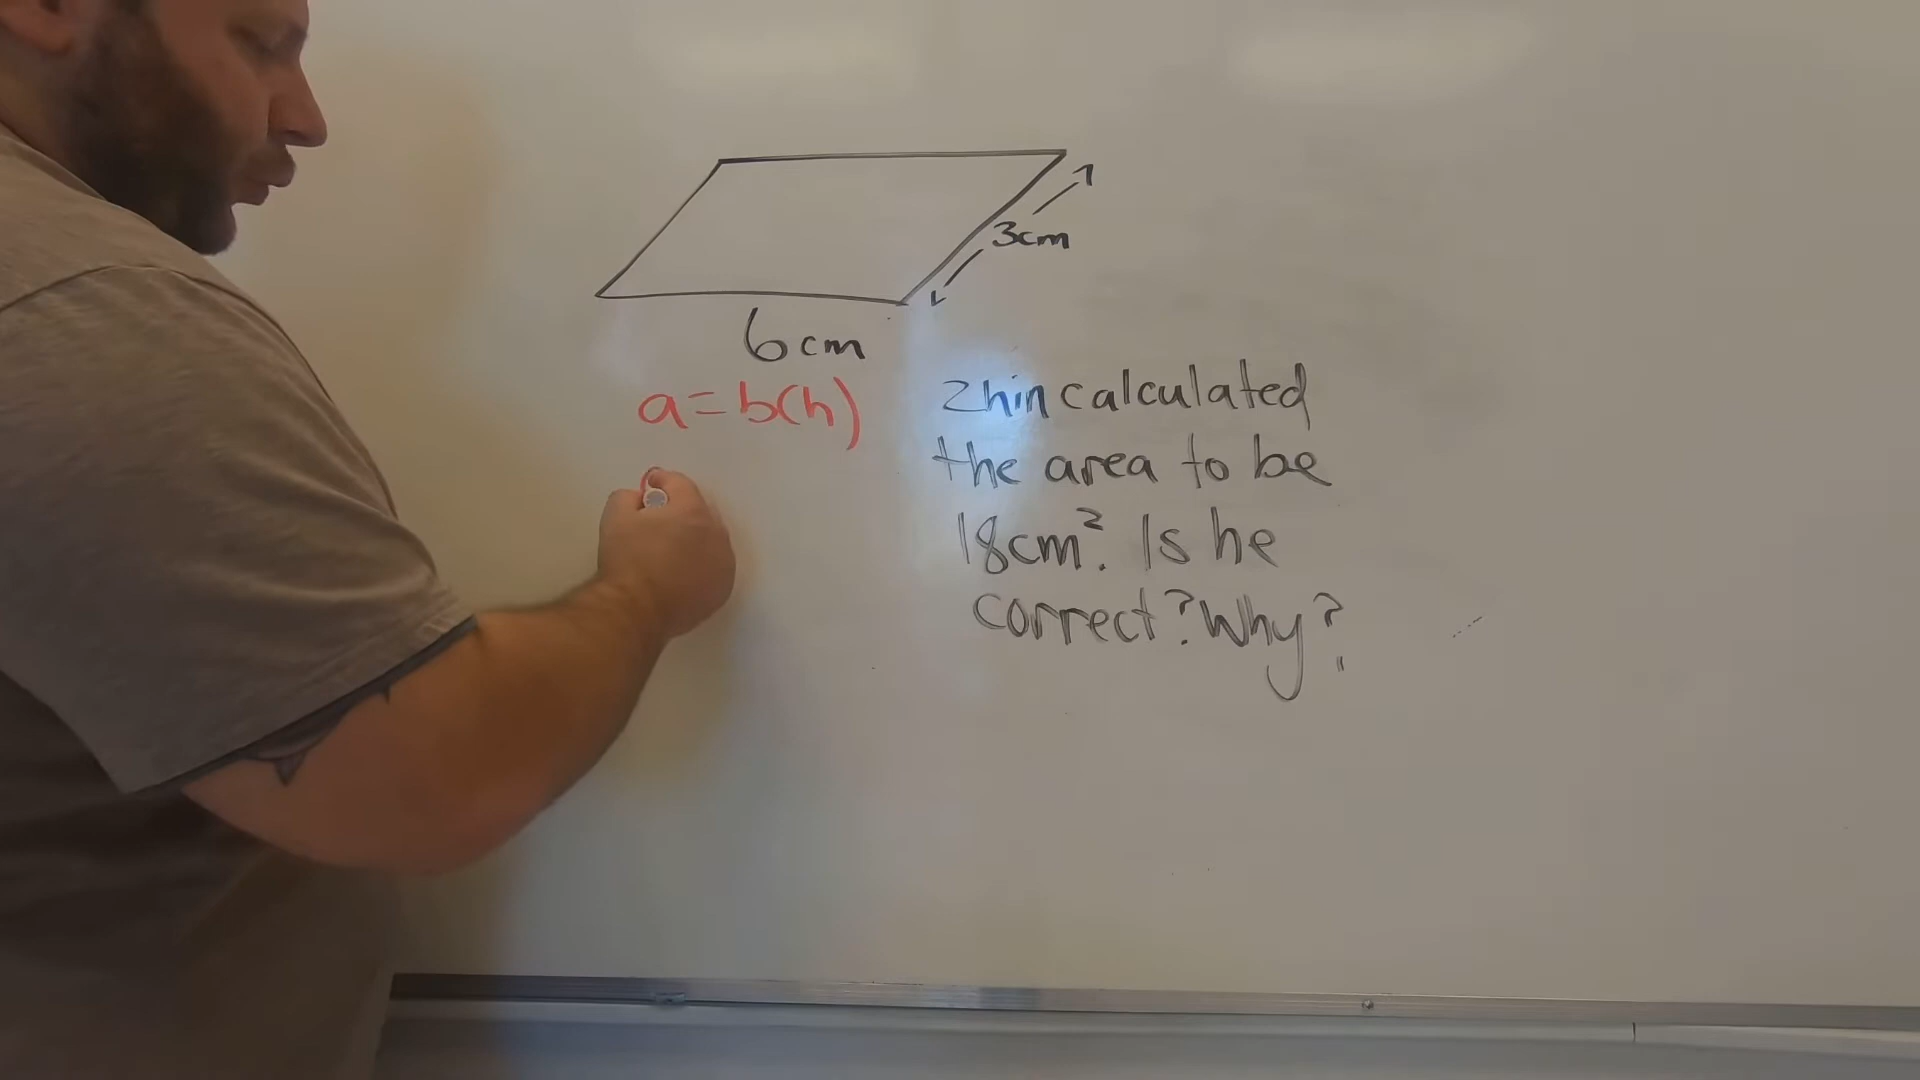 3cm
6cm
a=b(h)
Zhin calculated
the area to be
18cm². Is he
correct? Why?